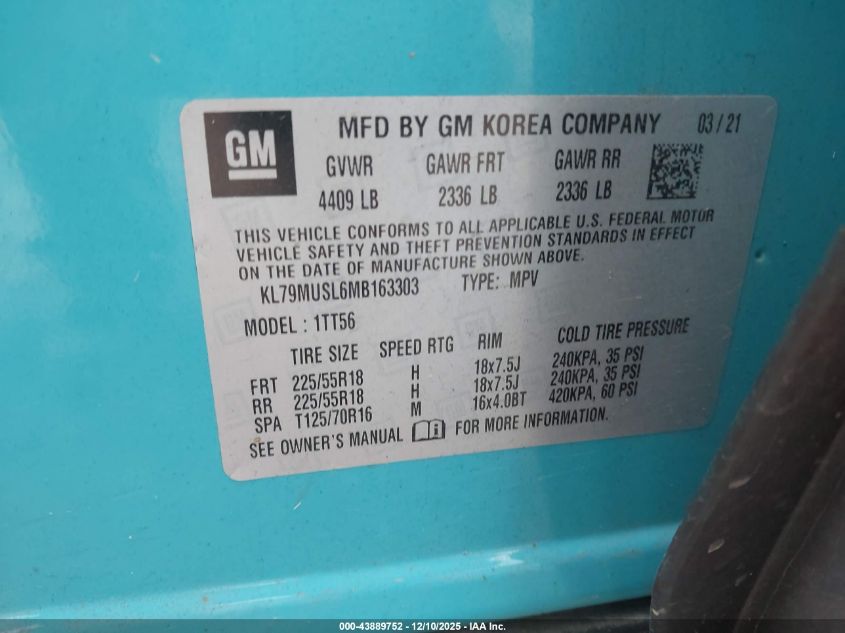 GM
MFD BY GM KOREA COMPANY 03/21
GVWR GAWR FRT GAWR RR
4409 LB 2336 LB 2336 LB
THIS VEHICLE CONFORMS TO ALL APPLICABLE U.S. FEDERAL MOTOR
VEHICLE SAFETY AND THEFT PREVENTION STANDARDS IN EFFECT
ON THE DATE OF MANUFACTURE SHOWN ABOVE.
KL79MUSL6MB163303 TYPE: MPV
MODEL : 1TT56
TIRE SIZE SPEED RTG RIM COLD TIRE PRESSURE
FRT 225/55R18 H 18x7.5J 240KPA, 35 PSI
RR 225/55R18 H 18x7.5J 240KPA, 35 PSI
SPA T125/70R16 M 16x4.0BT 420KPA, 60 PSI
SEE OWNER'S MANUAL FOR MORE INFORMATION.
000-43889752 - 12/10/2025 - IAA Inc.